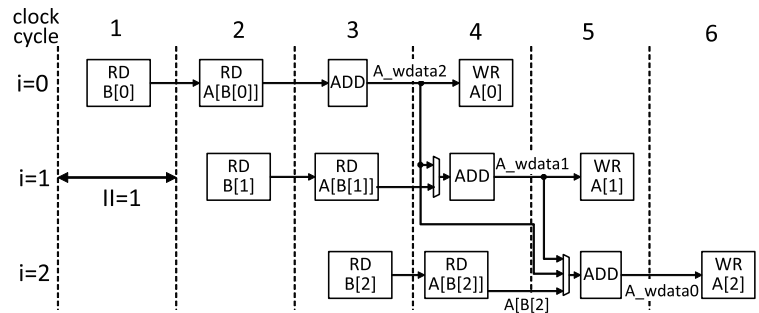 clock
cycle
1 2 3 4 5 6
i=0
RD
B[0]
RD
A[B[0]]
ADD
A_wdata2
WR
A[0]
i=1
II=1
RD
B[1]
RD
A[B[1]]
ADD
A_wdata1
WR
A[1]
i=2
RD
B[2]
RD
A[B[2]]
A[B[2]
ADD
A_wdata0
WR
A[2]